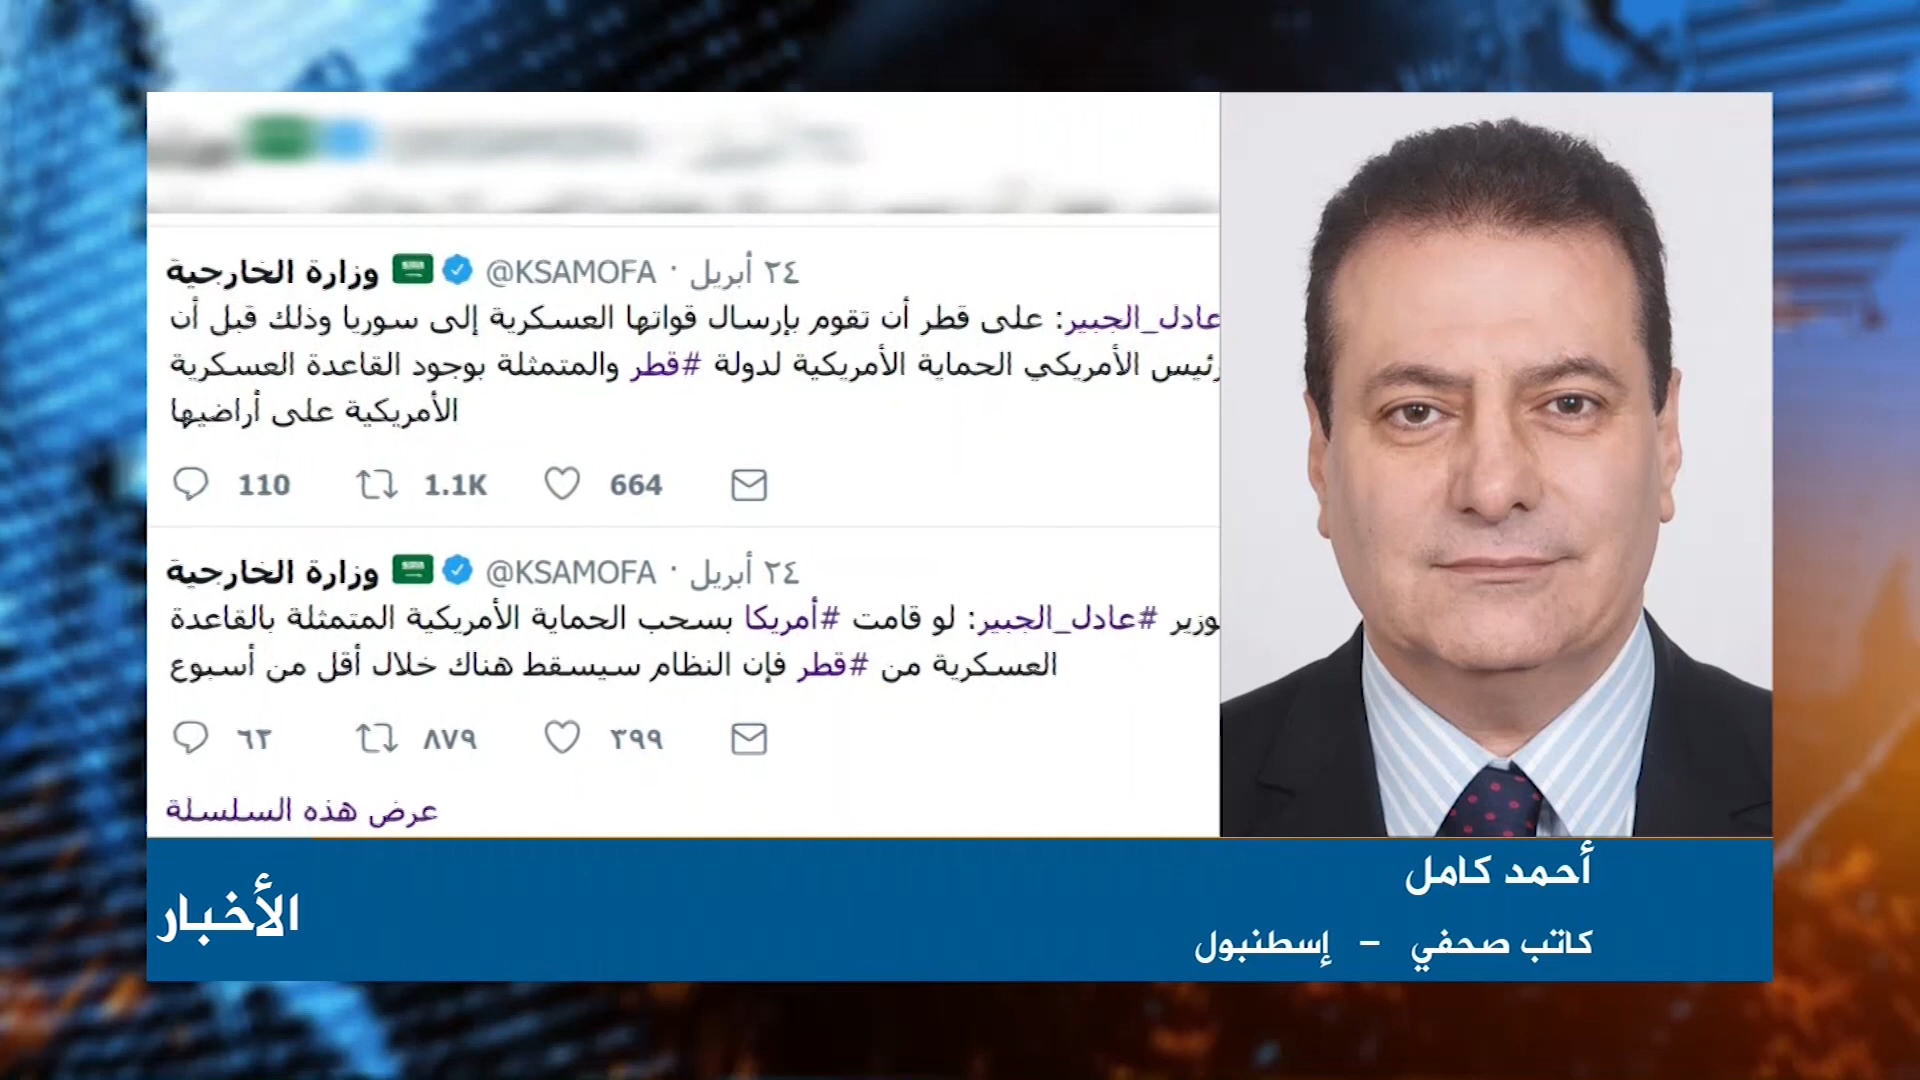 وزارة الخارجية @KSAMOFA · ٢٤ أبريل
عادل_الجبير: على قطر أن تقوم بإرسال قواتها العسكرية إلى سوريا وذلك قبل أن
رئيس الأمريكي الحماية الأمريكية لدولة #قطر والمتمثلة بوجود القاعدة العسكرية
الأمريكية على أراضيها
110 1.1K 664
وزارة الخارجية @KSAMOFA · ٢٤ أبريل
وزير #عادل_الجبير: لو قامت #أمريكا بسحب الحماية الأمريكية المتمثلة بالقاعدة
العسكرية من #قطر فإن النظام سيسقط هناك خلال أقل من أسبوع
٦٣ ٨٧٩ ٣٩٩
عرض هذه السلسلة
أحمد كامل
كاتب صحفي - إسطنبول
الأخبار